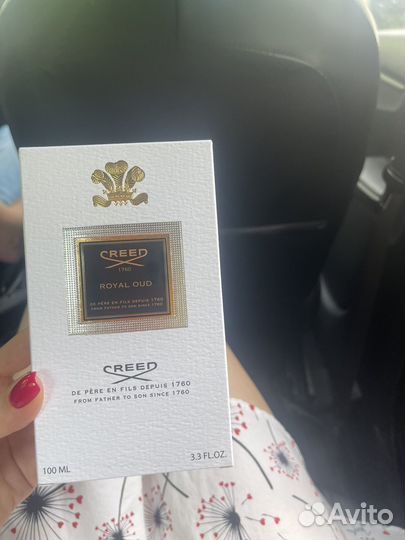 CREED
1760
ROYAL OUD
DE PÈRE EN FILS DEPUIS 1760
FROM FATHER TO SON SINCE 1760
CREED
DE PÈRE EN FILS DEPUIS 1760
FROM FATHER TO SON SINCE 1760
100 ML
3.3 FL.OZ.
Avito